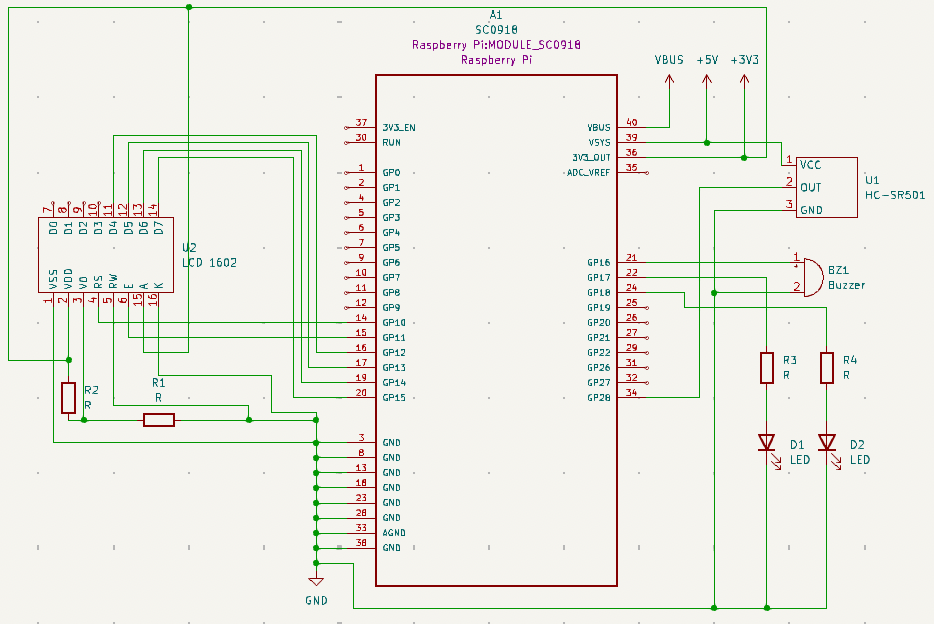 A1
SC0918
Raspberry Pi:MODULE_SC0918
Raspberry Pi
VBUS +5V +3V3
37 3V3_EN
30 RUN
1 GP0
2 GP1
4 GP2
5 GP3
6 GP4
7 GP5
9 GP6
10 GP7
11 GP8
12 GP9
14 GP10
15 GP11
16 GP12
17 GP13
19 GP14
20 GP15
3 GND
8 GND
13 GND
18 GND
23 GND
28 GND
33 AGND
38 GND
VBUS 40
VSYS 39
3V3_OUT 36
ADC_VREF 35
GP16 21
GP17 22
GP18 24
GP19 25
GP20 26
GP21 27
GP22 29
GP26 31
GP27 32
GP28 34
7 8 9 10 11 12 13 14
D0 D1 D2 D3 D4 D5 D6 D7
U2
LCD 1602
VSS VDD V0 RS RW E A K
1 2 3 4 5 6 15 16
R2
R
R1
R
GND
1 VCC
2 OUT
3 GND
U1
HC-SR501
1
+
2
BZ1
Buzzer
R3
R
R4
R
D1
LED
D2
LED